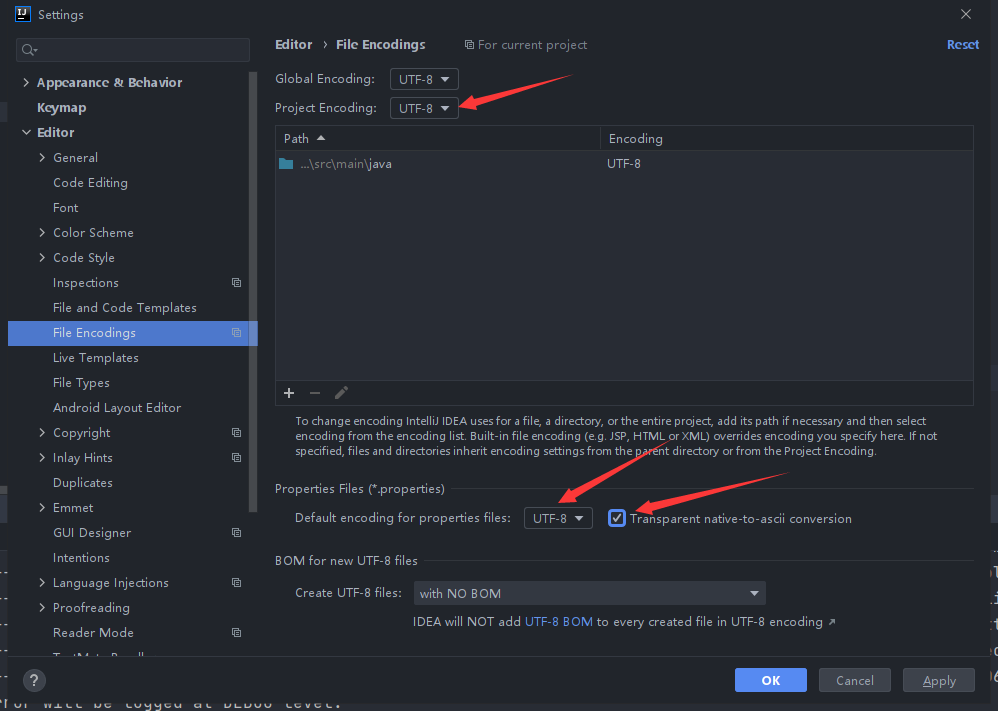 IJ Settings
Editor › File Encodings For current project Reset
Appearance & Behavior
Keymap
Editor
General
Code Editing
Font
Color Scheme
Code Style
Inspections
File and Code Templates
File Encodings
Live Templates
File Types
Android Layout Editor
Copyright
Inlay Hints
Duplicates
Emmet
GUI Designer
Intentions
Language Injections
Proofreading
Reader Mode
Global Encoding: UTF-8
Project Encoding: UTF-8
Path Encoding
...\src\main\java UTF-8
To change encoding IntelliJ IDEA uses for a file, a directory, or the entire project, add its path if necessary and then select
encoding from the encoding list. Built-in file encoding (e.g. JSP, HTML or XML) overrides encoding you specify here. If not
specified, files and directories inherit encoding settings from the parent directory or from the Project Encoding.
Properties Files (*.properties)
Default encoding for properties files: UTF-8 Transparent native-to-ascii conversion
BOM for new UTF-8 files
Create UTF-8 files: with NO BOM
IDEA will NOT add UTF-8 BOM to every created file in UTF-8 encoding ↗
? OK Cancel Apply